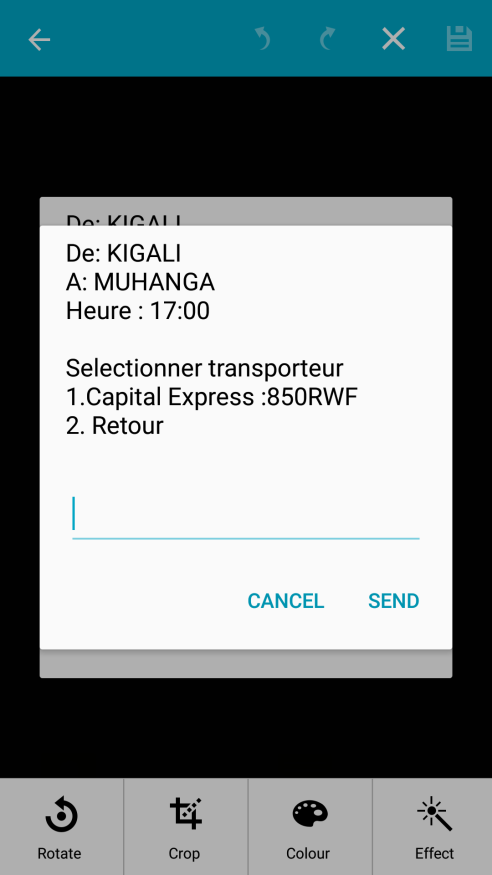 De: KIGALI
De: KIGALI
A: MUHANGA
Heure : 17:00
Selectionner transporteur
1.Capital Express :850RWF
2. Retour
CANCEL
SEND
Rotate
Crop
Colour
Effect